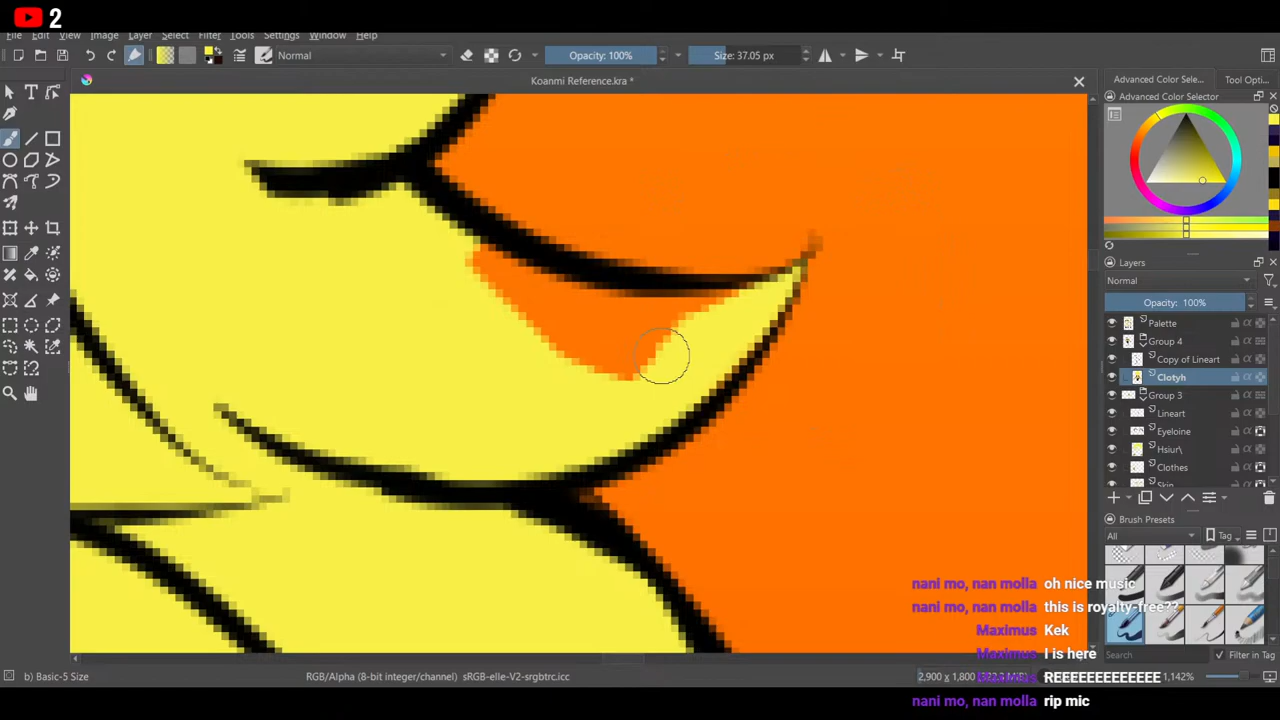 2
File Edit View Image Layer Select Filter Tools Settings Window Help
Normal
Opacity: 100%
Size: 37.05 px
Koanmi Reference.kra *
Advanced Color Sele...
Tool Opti...
Advanced Color Selector
Layers
Normal
Opacity: 100%
Palette
Group 4
Copy of Lineart
Clotyh
Group 3
Lineart
Eyeloine
Hsiur\
Clothes
Skin
Brush Presets
All
Tag
nani mo, nan molla oh nice music
nani mo, nan molla this is royalty-free??
Maximus Kek
Maximus I is here
Maximus REEEEEEEEEEEEE
nani mo, nan molla rip mic
Search
Filter in Tag
b) Basic-5 Size
RGB/Alpha (8-bit integer/channel) sRGB-elle-V2-srgbtrc.icc
2,900 x 1,800
1,142%